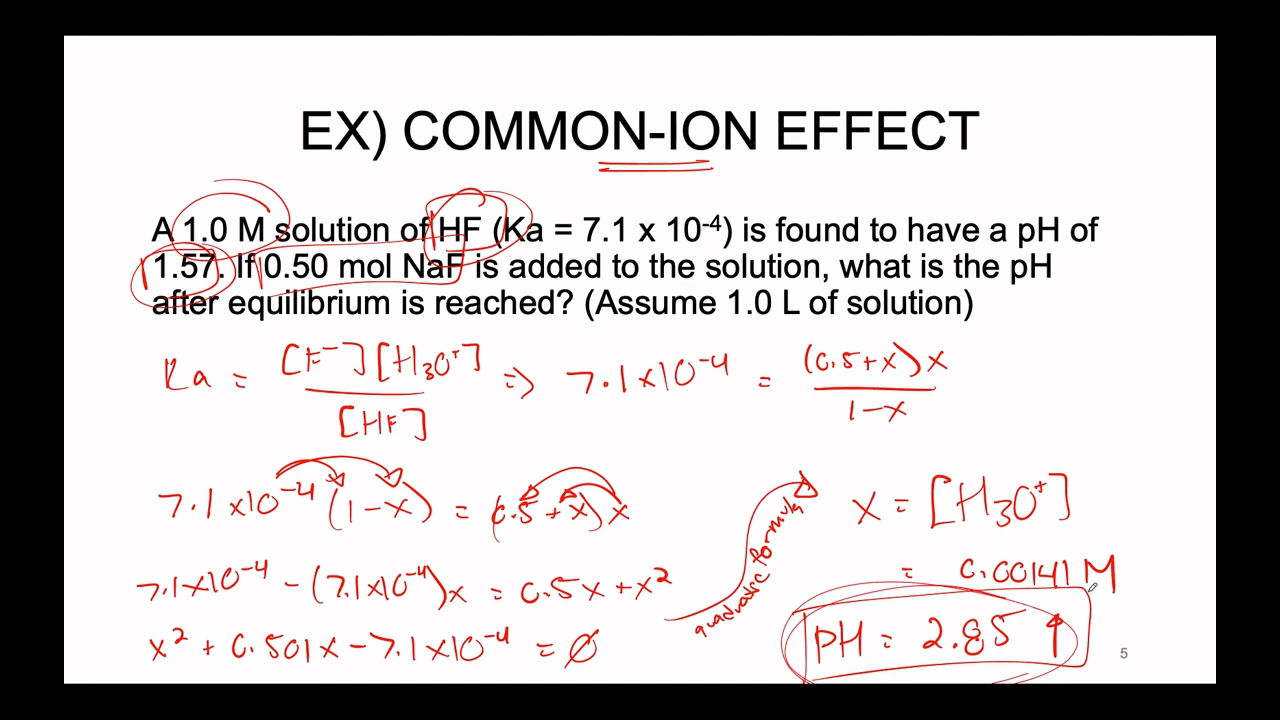 EX) COMMON-ION EFFECT
A 1.0 M solution of HF (Ka = 7.1 x 10⁻⁴) is found to have a pH of
1.57. If 0.50 mol NaF is added to the solution, what is the pH
after equilibrium is reached? (Assume 1.0 L of solution)
Ka = [F⁻][H₃O⁺] / [HF] => 7.1x10⁻⁴ = (0.5+x)x / 1-x
7.1x10⁻⁴ (1-x) = (0.5+x)x
7.1x10⁻⁴ - (7.1x10⁻⁴)x = 0.5x + x²
x² + 0.501x - 7.1x10⁻⁴ = 0
quadratic formula
x = [H₃O⁺]
= 0.00141 M
pH = 2.85 ↑
5